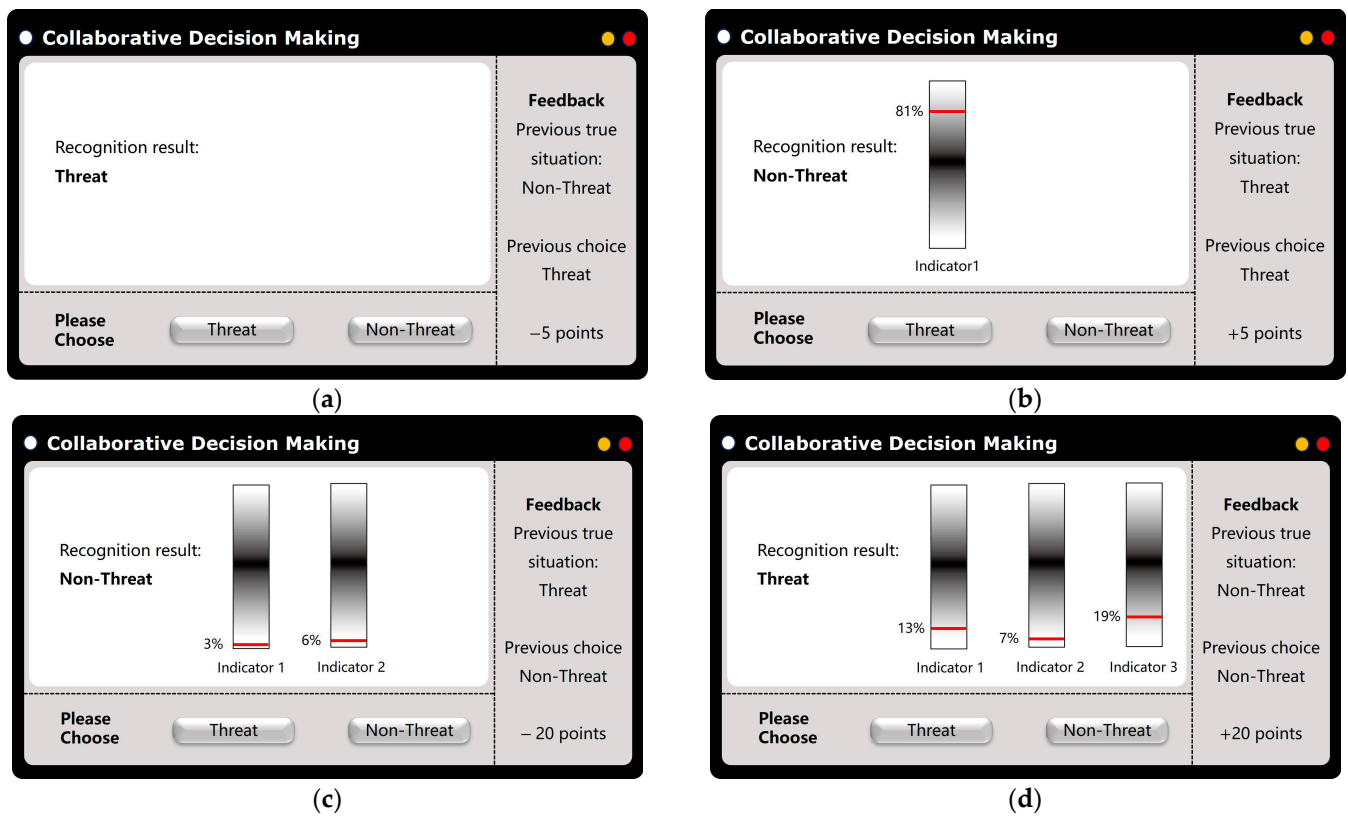 Collaborative Decision Making
Recognition result:
Threat
Feedback
Previous true
situation:
Non-Threat
Previous choice
Threat
−5 points
Please
Choose
Threat
Non-Threat
(a)
Collaborative Decision Making
81%
Recognition result:
Non-Threat
Indicator1
Feedback
Previous true
situation:
Threat
Previous choice
Threat
+5 points
Please
Choose
Threat
Non-Threat
(b)
Collaborative Decision Making
Recognition result:
Non-Threat
3%
6%
Indicator 1
Indicator 2
Feedback
Previous true
situation:
Threat
Previous choice
Non-Threat
− 20 points
Please
Choose
Threat
Non-Threat
(c)
Collaborative Decision Making
Recognition result:
Threat
13%
7%
19%
Indicator 1
Indicator 2
Indicator 3
Feedback
Previous true
situation:
Non-Threat
Previous choice
Non-Threat
+20 points
Please
Choose
Threat
Non-Threat
(d)